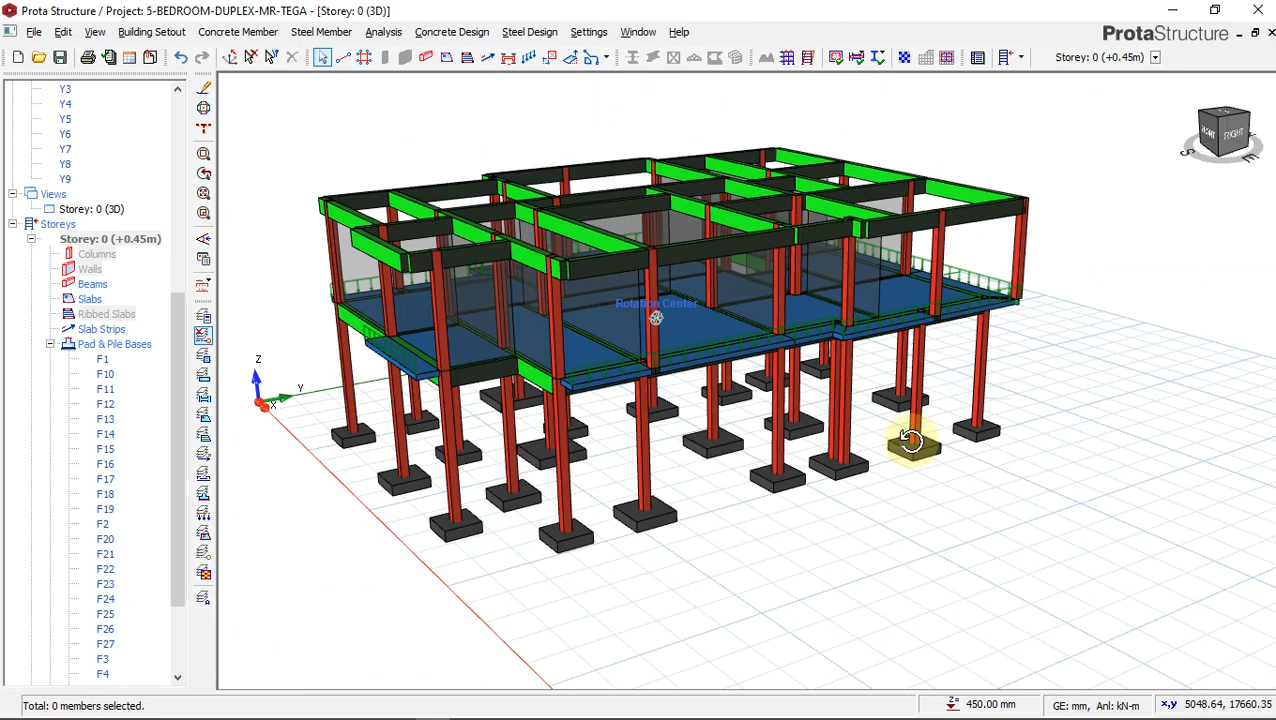 Prota Structure / Project: 5-BEDROOM-DUPLEX-MR-TEGA - [Storey: 0 (3D)]
File Edit View Building Setout Concrete Member Steel Member Analysis Concrete Design Steel Design Settings Window Help
ProtaStructure
Storey: 0 (+0.45m)
Y3
Y4
Y5
Y6
Y7
Y8
Y9
Views
Storey: 0 (3D)
Storeys
Storey: 0 (+0.45m)
Columns
Walls
Beams
Slabs
Ribbed Slabs
Slab Strips
Pad & Pile Bases
F1
F10
F11
F12
F13
F14
F15
F16
F17
F18
F19
F2
F20
F21
F22
F23
F24
F25
F26
F27
F3
F4
FRONT RIGHT
S E
Rotation Center
Z
Y
X
Total: 0 members selected.
Z= 450.00 mm
GE: mm, Anl: kN-m
x,y 5048.64, 17660.35